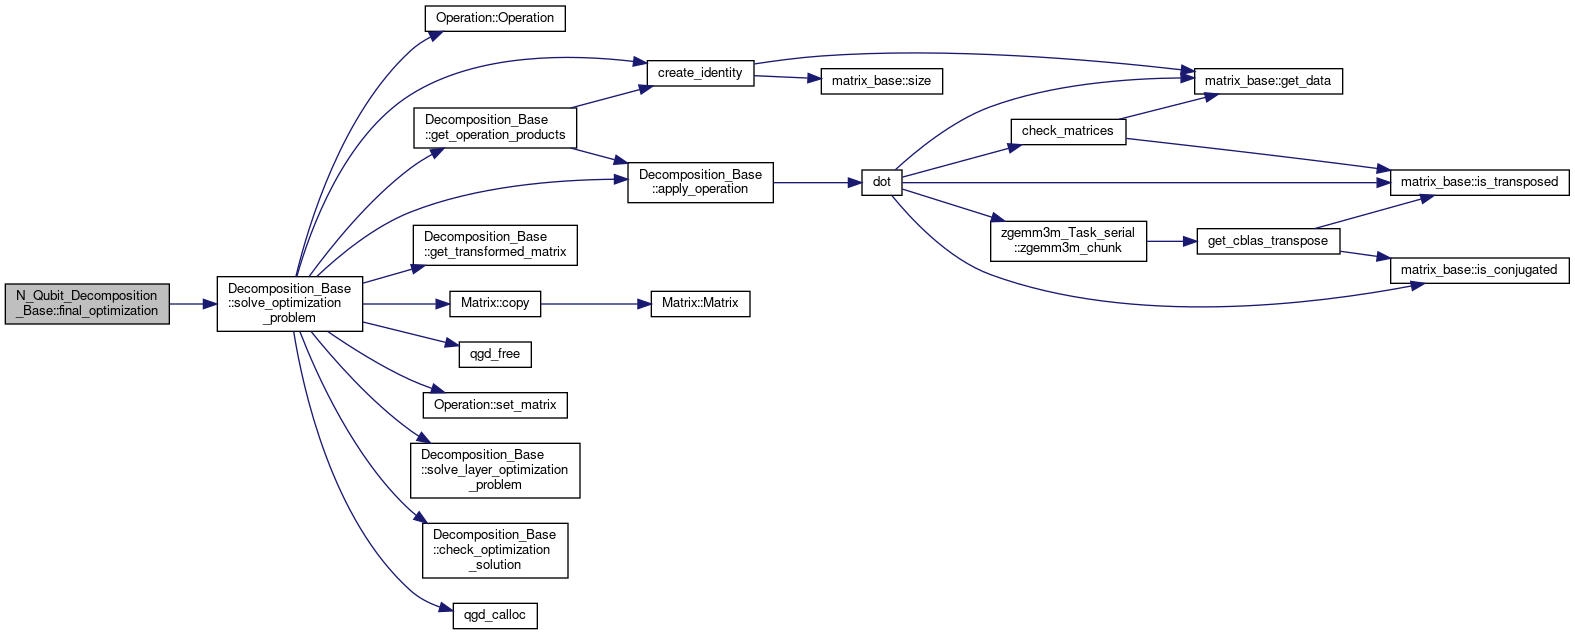 Operation::Operation
create_identity
matrix_base::size
matrix_base::get_data
Decomposition_Base
::get_operation_products
check_matrices
Decomposition_Base
::apply_operation
dot
matrix_base::is_transposed
zgemm3m_Task_serial
::zgemm3m_chunk
get_cblas_transpose
matrix_base::is_conjugated
Decomposition_Base
::get_transformed_matrix
N_Qubit_Decomposition
_Base::final_optimization
Decomposition_Base
::solve_optimization
_problem
Matrix::copy
Matrix::Matrix
qgd_free
Operation::set_matrix
Decomposition_Base
::solve_layer_optimization
_problem
Decomposition_Base
::check_optimization
_solution
qgd_calloc